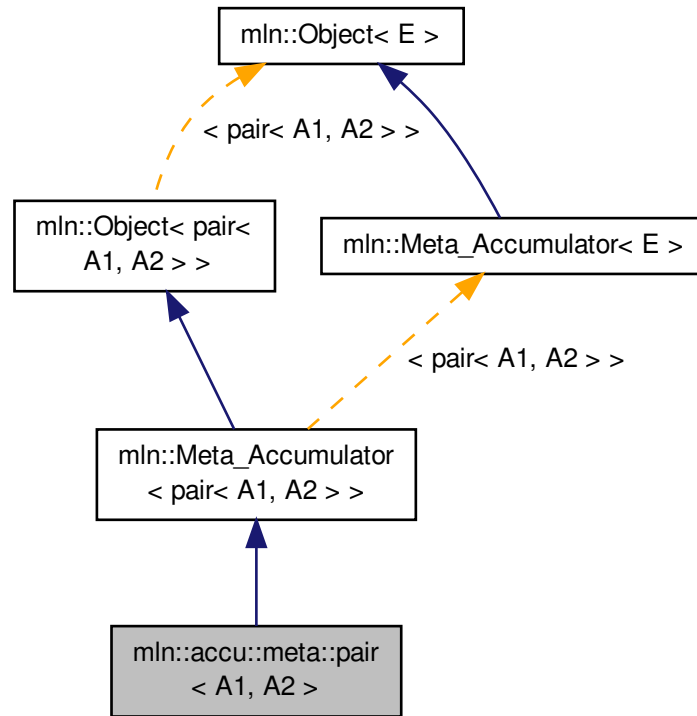 mln::Object< E >
< pair< A1, A2 > >
mln::Object< pair<
A1, A2 > >
mln::Meta_Accumulator< E >
< pair< A1, A2 > >
mln::Meta_Accumulator
< pair< A1, A2 > >
mln::accu::meta::pair
< A1, A2 >